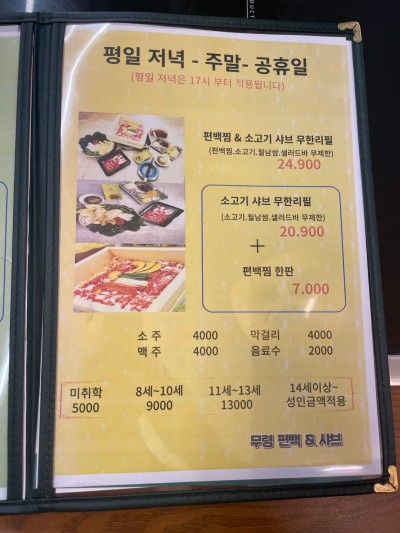 평일 저녁 - 주말- 공휴일
(평일 저녁은 17시 부터 적용됩니다)
편백찜 & 소고기 샤브 무한리필
(편백찜.소고기.월남쌈.샐러드바 무제한)
24.900
소고기 샤브 무한리필
(소고기.월남쌈.샐러드바 무제한)
20.900
+
편백찜 한판
7.000
소 주 4000 막걸리 4000
맥 주 4000 음료수 2000
미취학 8세~10세 11세~13세 14세이상~
5000 9000 13000 성인금액적용
무령 편백 & 샤브